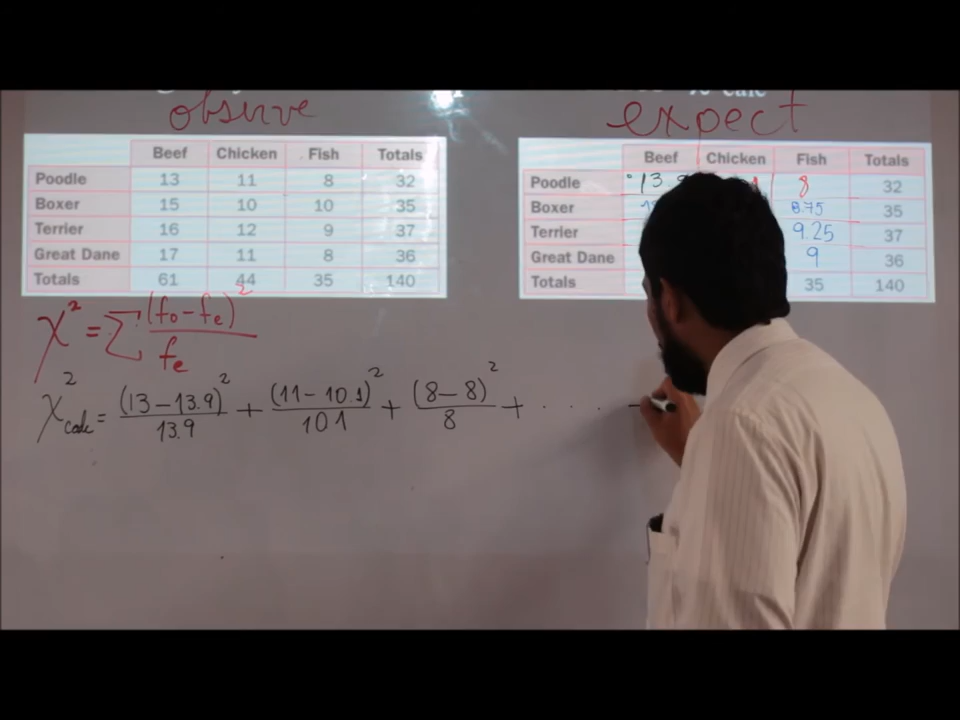 observe expect
Beef Chicken Fish Totals
Poodle 13 11 8 32
Boxer 15 10 10 35
Terrier 16 12 9 37
Great Dane 17 11 8 36
Totals 61 44 35 140
Beef Chicken Fish Totals
Poodle 8 32
Boxer 8.75 35
Terrier 9.25 37
Great Dane 9 36
Totals 35 140
χ² = Σ (fo - fe)² / fe
χ² calc = (13 - 13.9)² / 13.9 + (11 - 10.1)² / 10.1 + (8 - 8)² / 8 + . . . .